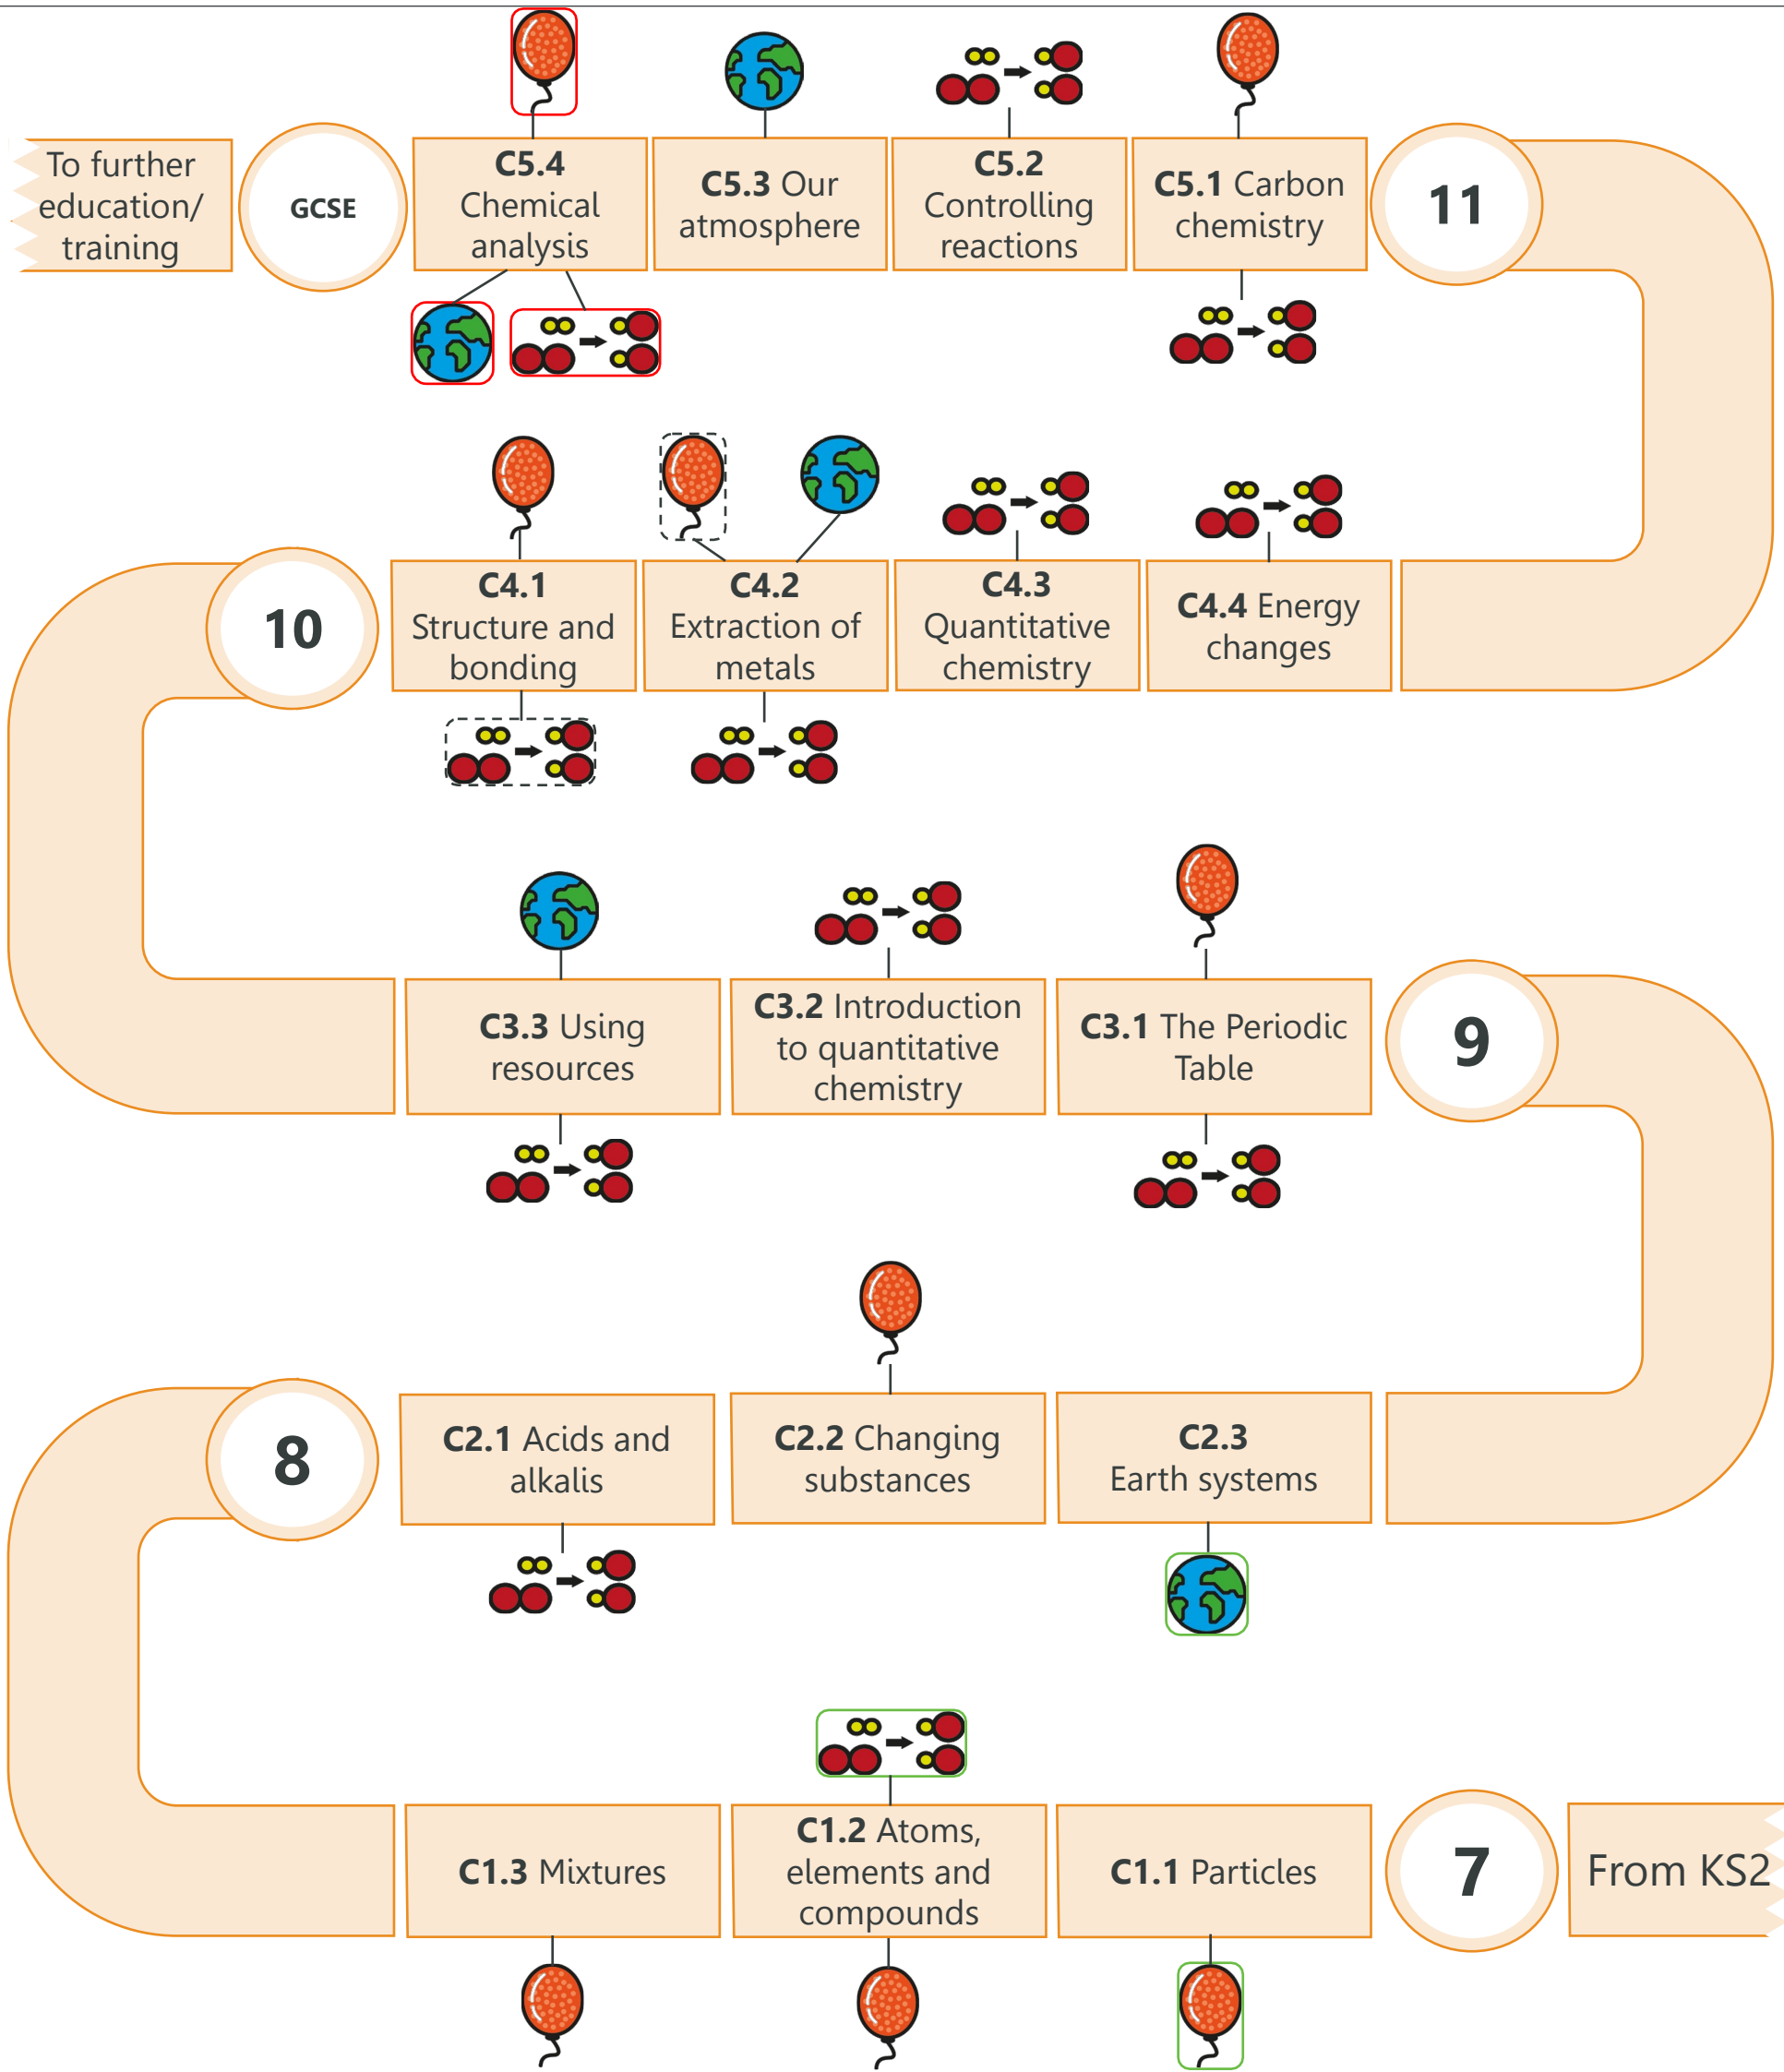 To further
education/
training
GCSE
C5.4
Chemical
analysis
C5.3 Our
atmosphere
C5.2
Controlling
reactions
C5.1 Carbon
chemistry
11
10
C4.1
Structure and
bonding
C4.2
Extraction of
metals
C4.3
Quantitative
chemistry
C4.4 Energy
changes
C3.3 Using
resources
C3.2 Introduction
to quantitative
chemistry
C3.1 The Periodic
Table
9
8
C2.1 Acids and
alkalis
C2.2 Changing
substances
C2.3
Earth systems
C1.3 Mixtures
C1.2 Atoms,
elements and
compounds
C1.1 Particles
7
From KS2